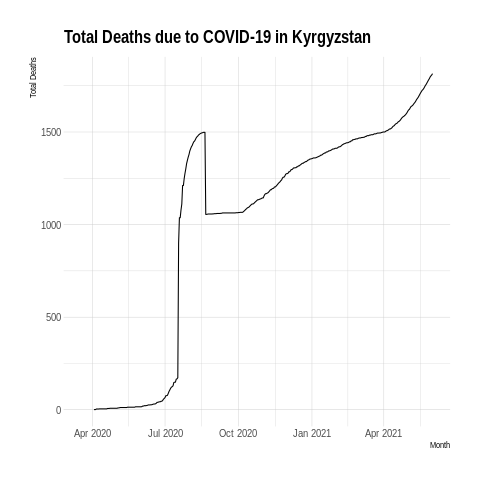 Total Deaths due to COVID-19 in Kyrgyzstan
Total Deaths
1500
1000
500
0
Apr 2020 Jul 2020 Oct 2020 Jan 2021 Apr 2021
Month